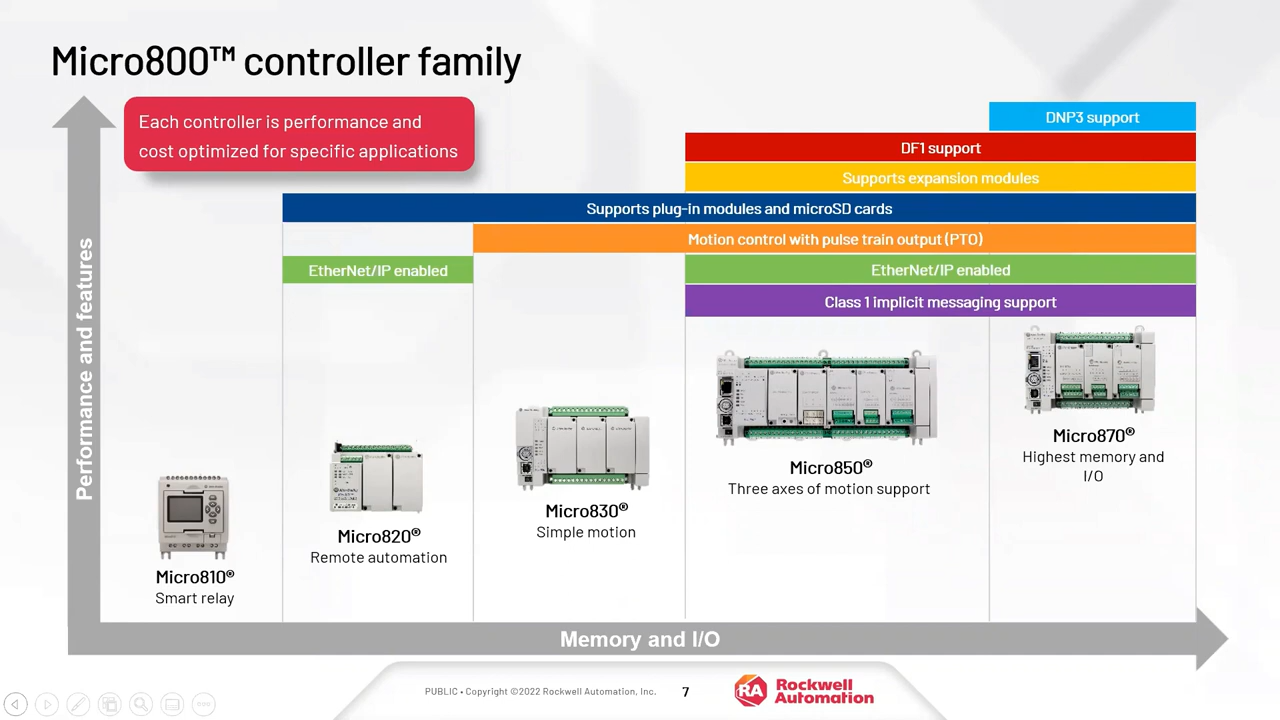 Micro800™ controller family
Each controller is performance and
cost optimized for specific applications
DNP3 support
DF1 support
Supports expansion modules
Supports plug-in modules and microSD cards
Motion control with pulse train output (PTO)
EtherNet/IP enabled
EtherNet/IP enabled
Class 1 implicit messaging support
Performance and features
Micro810®
Smart relay
Micro820®
Remote automation
Micro830®
Simple motion
Micro850®
Three axes of motion support
Micro870®
Highest memory and
I/O
Memory and I/O
PUBLIC • Copyright ©2022 Rockwell Automation, Inc.
7
RA
Rockwell
Automation